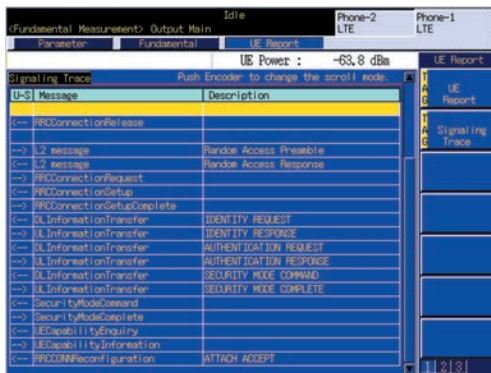 Idle
Phone-2
LTE
Phone-1
LTE
<Fundamental Measurement> Output Main
Parameter Fundamental UE Report
UE Power : -63.8 dBm
UE Report
Signaling Trace Push Encoder to change the scroll mode.
U-S Message Description
<-- RRCConnectionRelease
--> L2 message Random Access Preamble
<-- L2 message Random Access Response
--> RRCConnectionRequest
<-- RRCConnectionSetup
--> RRCConnectionSetupComplete
<-- DLInformationTransfer IDENTITY REQUEST
--> ULInformationTransfer IDENTITY RESPONSE
<-- DLInformationTransfer AUTHENTICATION REQUEST
--> ULInformationTransfer AUTHENTICATION RESPONSE
<-- DLInformationTransfer SECURITY MODE COMMAND
--> ULInformationTransfer SECURITY MODE COMPLETE
<-- SecurityModeCommand
--> SecurityModeComplete
<-- UECapabilityEnquiry
--> UECapabilityInformation
<-- RRCCONNReconfiguration ATTACH ACCEPT
TAG
UE
Report
TAG
Signaling
Trace
1 2 3